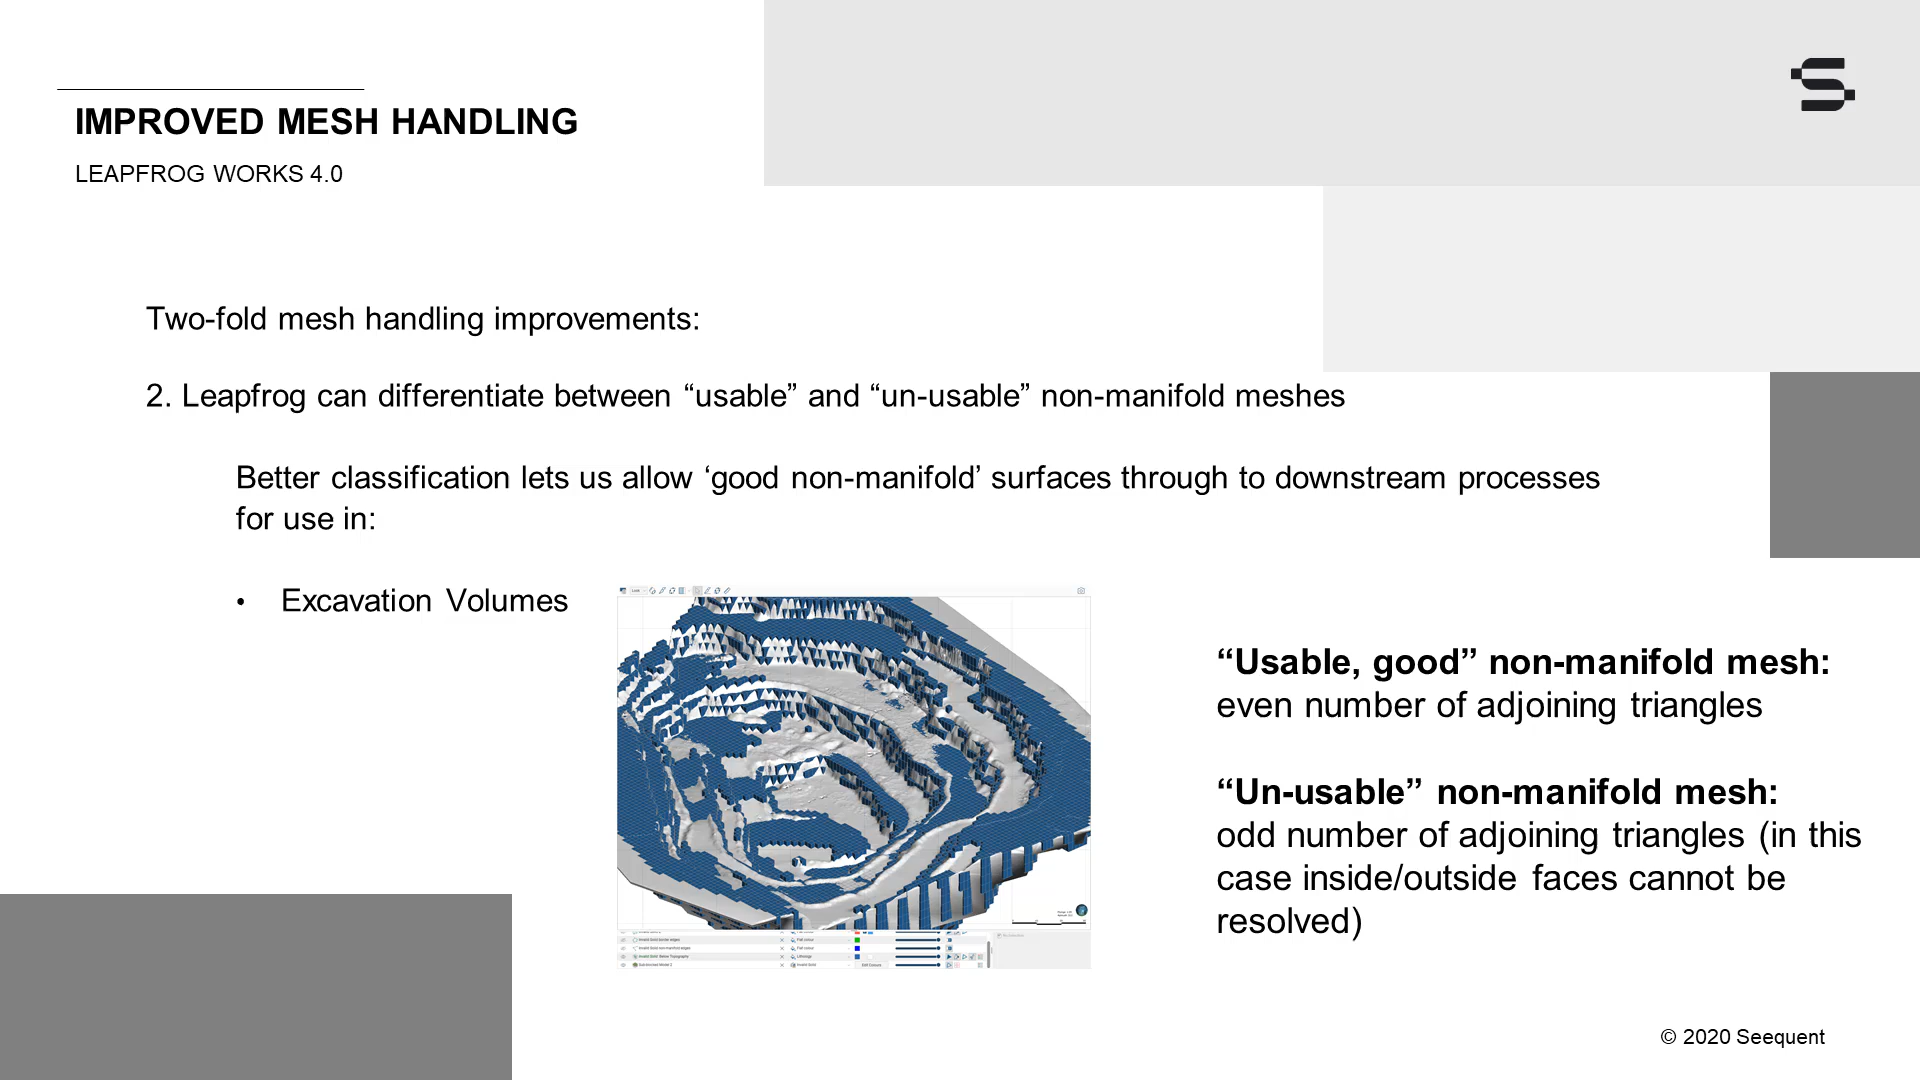 IMPROVED MESH HANDLING
LEAPFROG WORKS 4.0
Two-fold mesh handling improvements:
2. Leapfrog can differentiate between “usable” and “un-usable” non-manifold meshes
Better classification lets us allow ‘good non-manifold’ surfaces through to downstream processes
for use in:
• Excavation Volumes
“Usable, good” non-manifold mesh:
even number of adjoining triangles
“Un-usable” non-manifold mesh:
odd number of adjoining triangles (in this
case inside/outside faces cannot be
resolved)
© 2020 Seequent